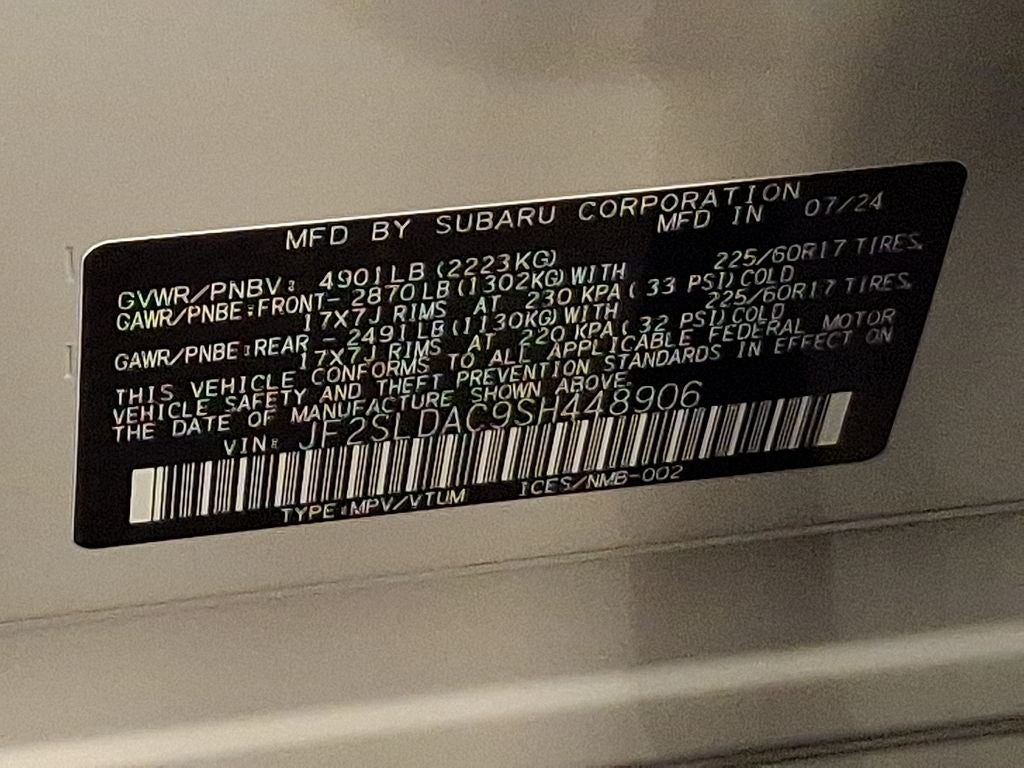 MFD BY SUBARU CORPORATION
MFD IN 07/24
GVWR/PNBV: 4901LB(2223KG)
GAWR/PNBE:FRONT- 2870LB(1302KG)WITH 225/60R17 TIRES,
17X7J RIMS AT 230 KPA( 33 PSI)COLD
GAWR/PNBE:REAR - 2491LB(1130KG)WITH 225/60R17 TIRES,
17X7J RIMS AT 220KPA( 32 PSI)COLD
THIS VEHICLE CONFORMS TO ALL APPLICABLE FEDERAL MOTOR
VEHICLE SAFETY AND THEFT PREVENTION STANDARDS IN EFFECT ON
THE DATE OF MANUFACTURE SHOWN ABOVE.
VIN: JF2SLDAC9SH448906
TYPE:MPV/VTUM ICES/NMB-002